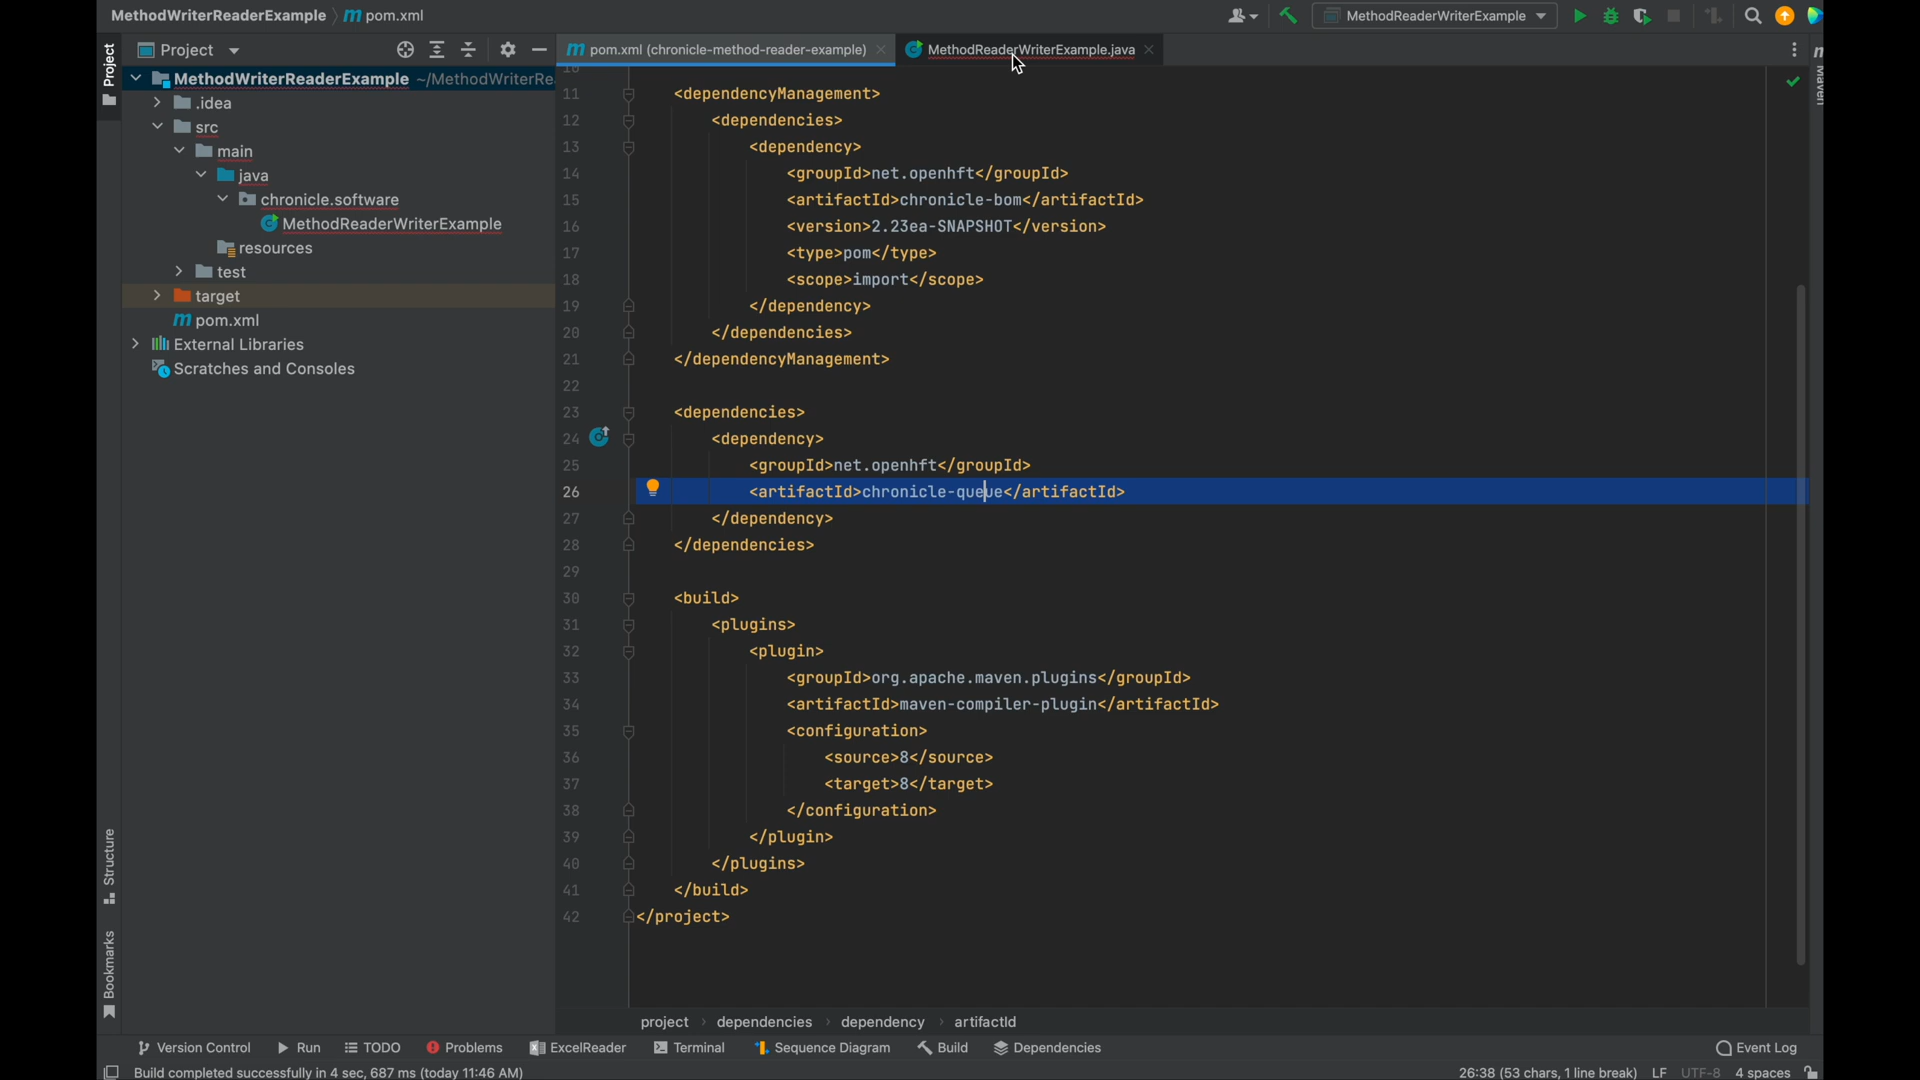 MethodWriterReaderExample pom.xml
MethodReaderWriterExample
Project
pom.xml (chronicle-method-reader-example)
MethodReaderWriterExample.java
Project
Maven
MethodWriterReaderExample ~/MethodWriterRe
.idea
src
main
java
chronicle.software
MethodReaderWriterExample
resources
test
target
pom.xml
External Libraries
Scratches and Consoles
10
11 <dependencyManagement>
12 <dependencies>
13 <dependency>
14 <groupId>net.openhft</groupId>
15 <artifactId>chronicle-bom</artifactId>
16 <version>2.23ea-SNAPSHOT</version>
17 <type>pom</type>
18 <scope>import</scope>
19 </dependency>
20 </dependencies>
21 </dependencyManagement>
22
23 <dependencies>
24 <dependency>
25 <groupId>net.openhft</groupId>
26 <artifactId>chronicle-queue</artifactId>
27 </dependency>
28 </dependencies>
29
30 <build>
31 <plugins>
32 <plugin>
33 <groupId>org.apache.maven.plugins</groupId>
34 <artifactId>maven-compiler-plugin</artifactId>
35 <configuration>
36 <source>8</source>
37 <target>8</target>
38 </configuration>
39 </plugin>
40 </plugins>
41 </build>
42 </project>
Structure
Bookmarks
project dependencies dependency artifactId
Version Control Run TODO Problems ExcelReader Terminal Sequence Diagram Build Dependencies Event Log
Build completed successfully in 4 sec, 687 ms (today 11:46 AM) 26:38 (53 chars, 1 line break) LF UTF-8 4 spaces